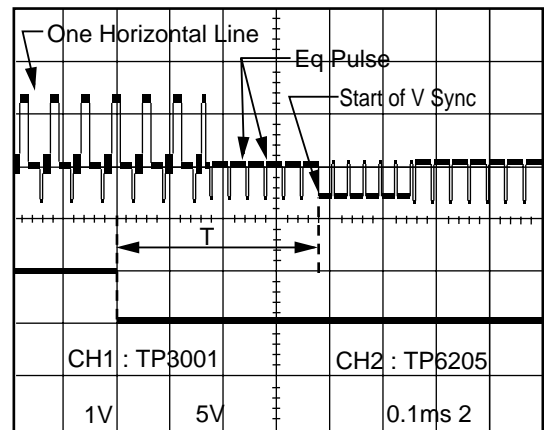 One Horizontal Line
Eq Pulse
Start of V Sync
T
CH1 : TP3001 CH2 : TP6205
1V 5V 0.1ms 2